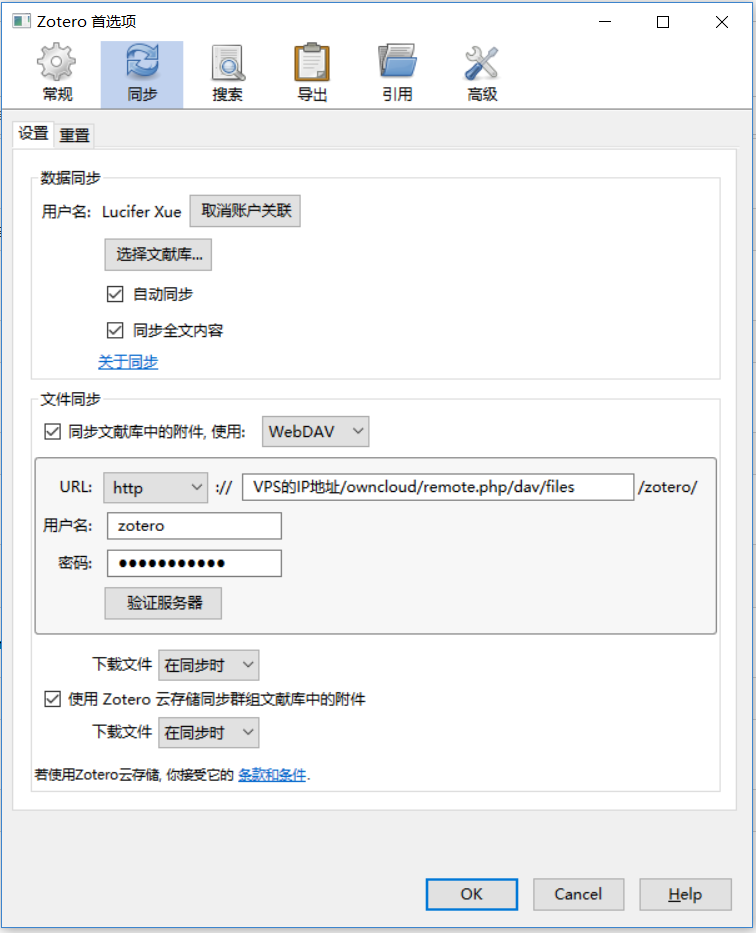 Zotero 首选项
常规 同步 搜索 导出 引用 高级
设置 重置
数据同步
用户名: Lucifer Xue 取消账户关联
选择文献库...
自动同步
同步全文内容
关于同步
文件同步
同步文献库中的附件, 使用: WebDAV
URL: http :// VPS的IP地址/owncloud/remote.php/dav/files /zotero/
用户名: zotero
密码: ●●●●●●●●●●●
验证服务器
下载文件 在同步时
使用 Zotero 云存储同步群组文献库中的附件
下载文件 在同步时
若使用Zotero云存储, 你接受它的 条款和条件.
OK Cancel Help